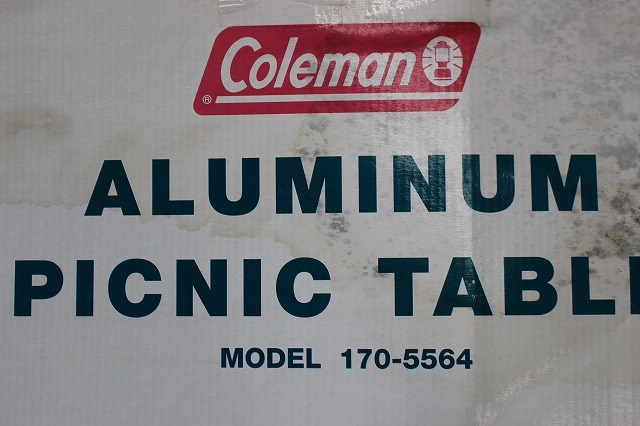 Coleman
®
ALUMINUM
PICNIC TABL
MODEL 170-5564